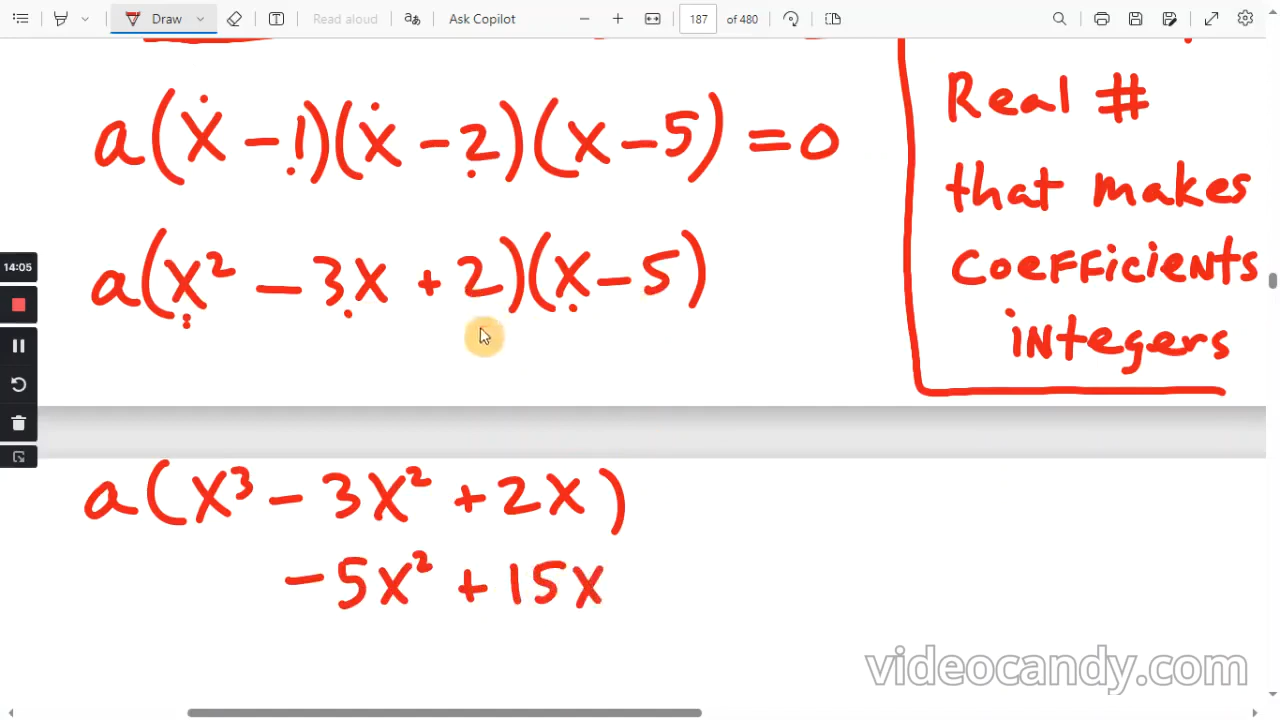 Draw
Read aloud
Ask Copilot
187 of 480
a(x - 1)(x - 2)(x - 5) = 0
a(x² - 3x + 2)(x - 5)
Real #
that makes
coefficients
integers
14:05
a(x³ - 3x² + 2x)
- 5x² + 15x
videocandy.com